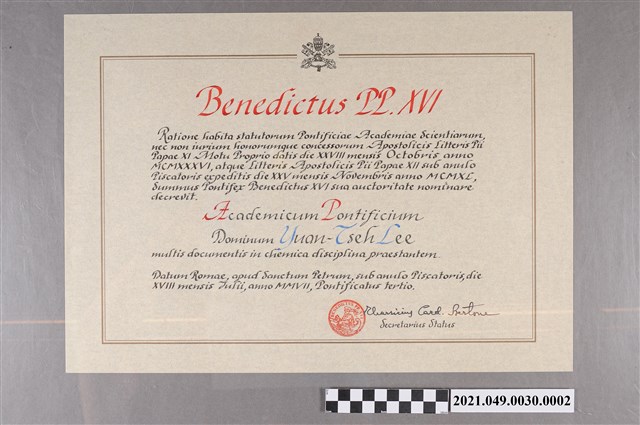 Benedictus PP. XVI
Ratione habita statutorum Pontificiae Academiae Scientiarum,
nec non iurium honorumque concessorum Apostolicis Litteris Pii
Papae XI Motu Proprio datis die XXVIII mensis Octobris anno
MCMXXXVI, atque Litteris Apostolicis Pii Papae XII sub anulo
Piscatoris expeditis die XXV mensis Novembris anno MCMXL,
Summus Pontifex Benedictus XVI sua auctoritate nominare
decrevit
Academicum Pontificium
Dominum Yuan-Tseh Lee
multis documentis in chemica disciplina praestantem.
Datum Romae, apud Sanctum Petrum, sub anulo Piscatoris, die
XVIII mensis Iulii, anno MMVII, Pontificatus tertio.
Card Bertone
Secretarius Status
2021.049.0030.0002